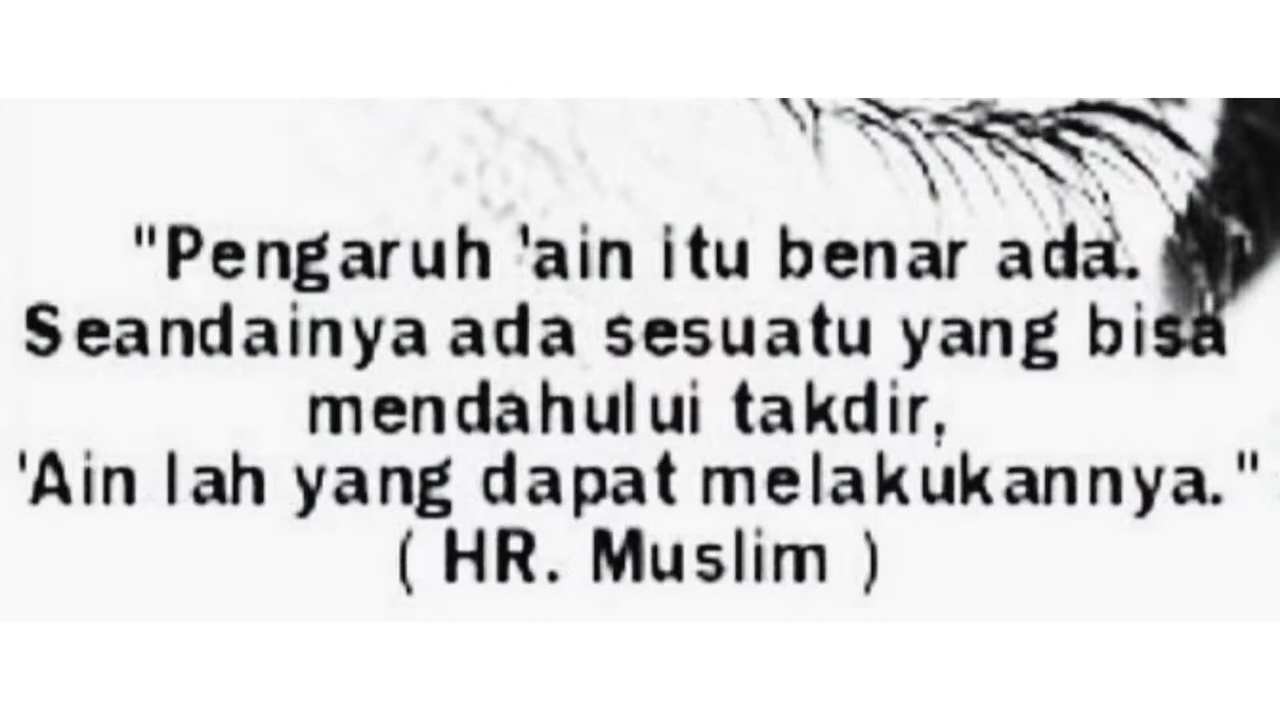 "Pengaruh 'ain itu benar ada.
Seandainya ada sesuatu yang bisa
mendahului takdir,
'Ain lah yang dapat melakukannya."
( HR. Muslim )